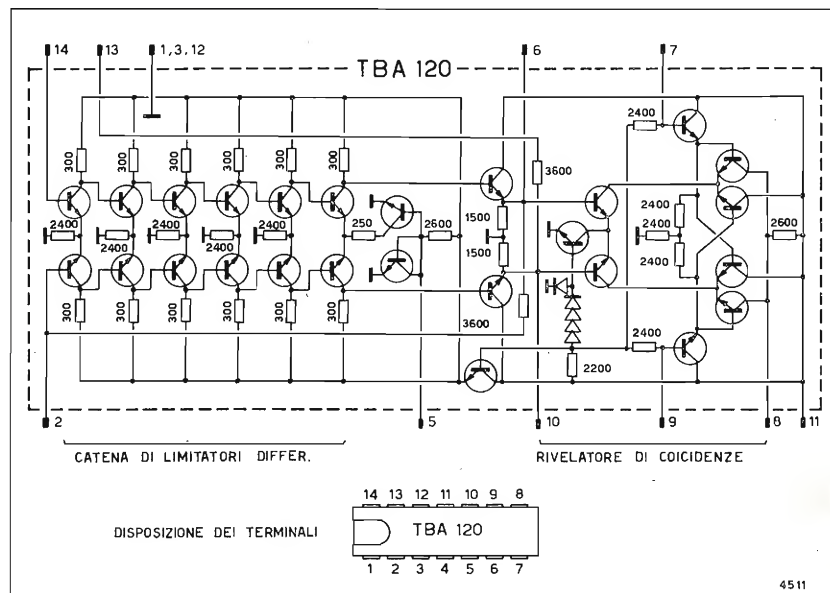 14 13 1,3,12 6 7
TBA 120
300 300 300 300 300 300
3600
2400
2400 2400 2400
2400 2400
250 2600
1500
1500
2400
2400
2400
2600
300 300 300 300 300 300
3600
2400
2200
2 5 10 9 8 11
CATENA DI LIMITATORI DIFFER.
RIVELATORE DI COICIDENZE
14 13 12 11 10 9 8
DISPOSIZIONE DEI TERMINALI
TBA 120
1 2 3 4 5 6 7
4511